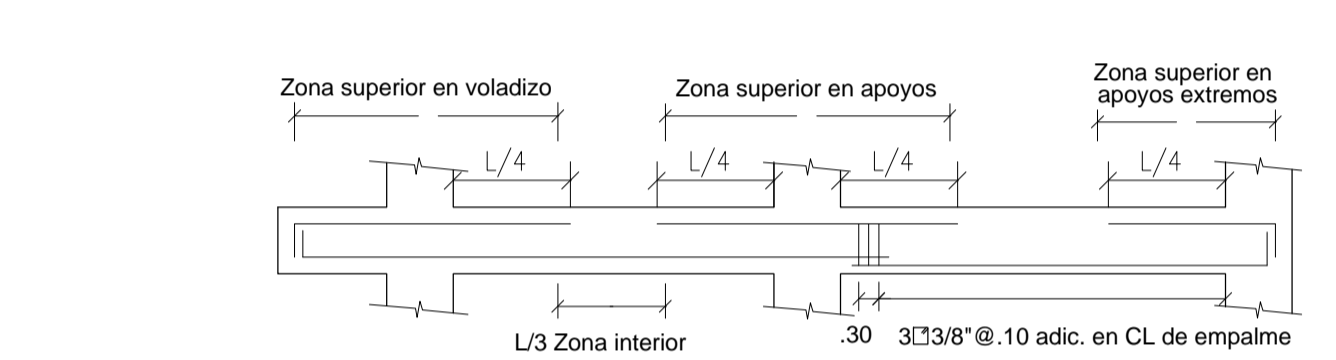 Zona superior en voladizo
Zona superior en apoyos
Zona superior en
apoyos extremos
L/4
L/4
L/4
L/4
L/3 Zona interior
.30
3□3/8"@.10 adic. en CL de empalme